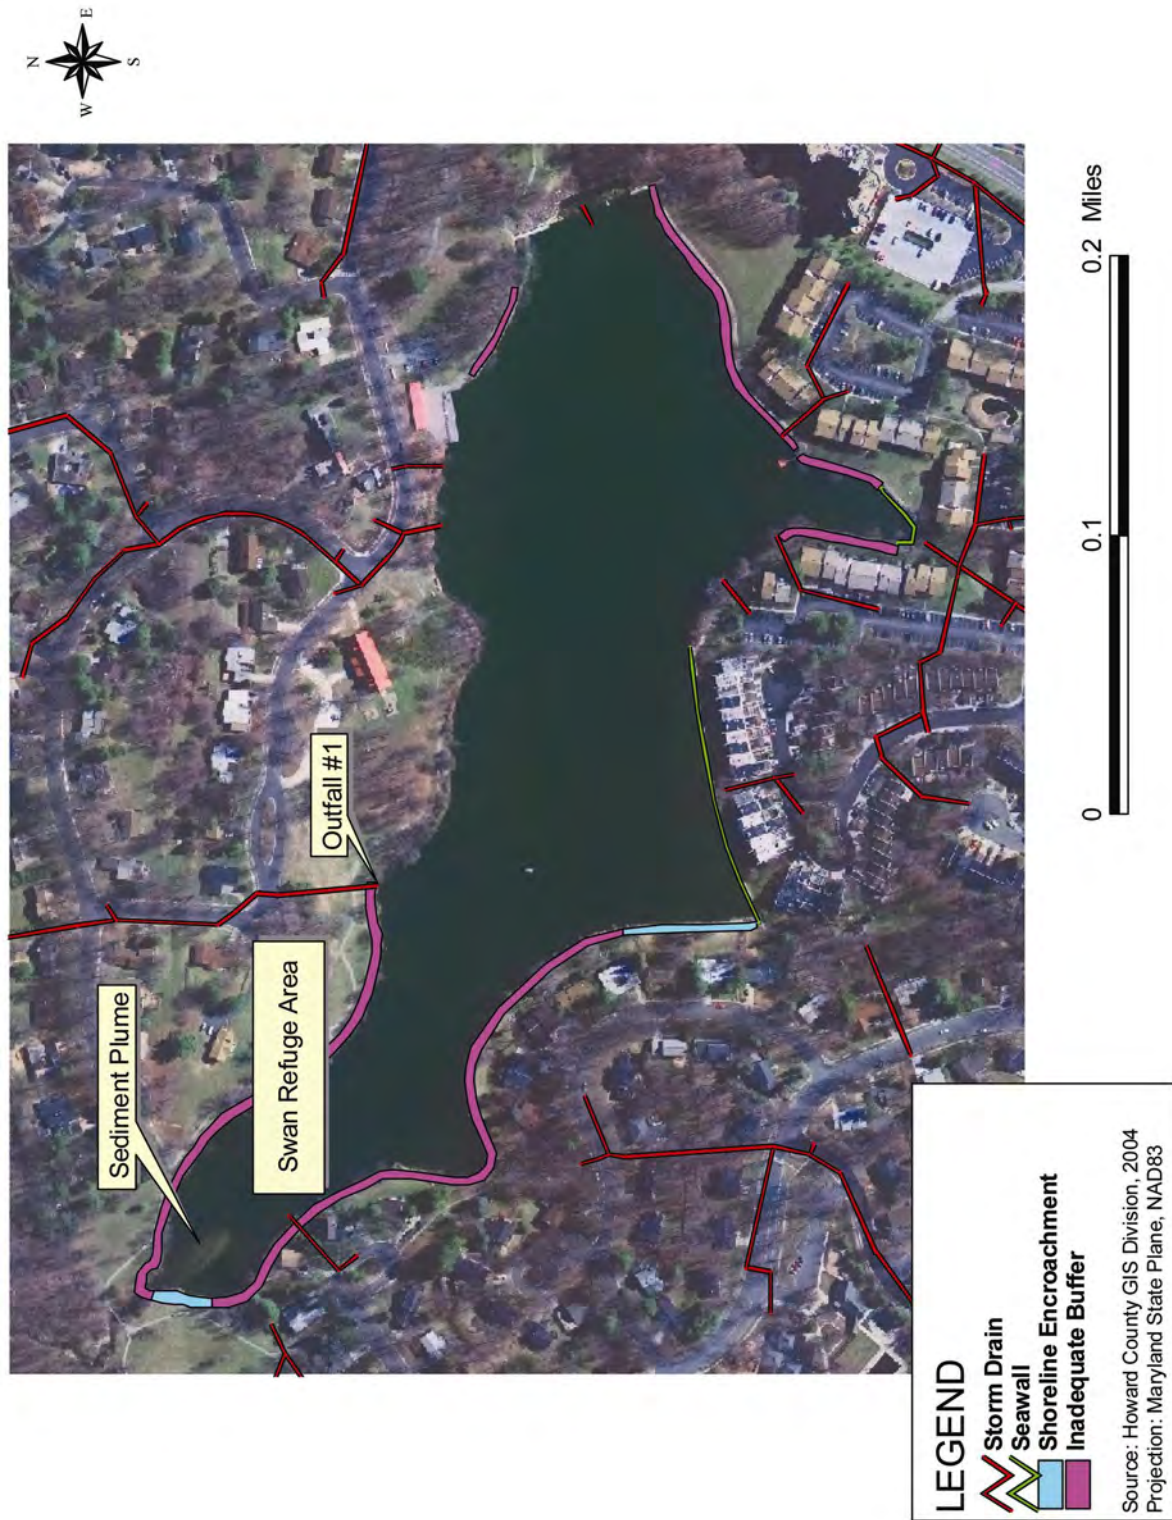 N
E
W
S
Sediment Plume
Swan Refuge Area
Outfall #1
0
0.1
0.2 Miles
LEGEND
Storm Drain
Seawall
Shoreline Encroachment
Inadequate Buffer
Source: Howard County GIS Division, 2004
Projection: Maryland State Plane, NAD83